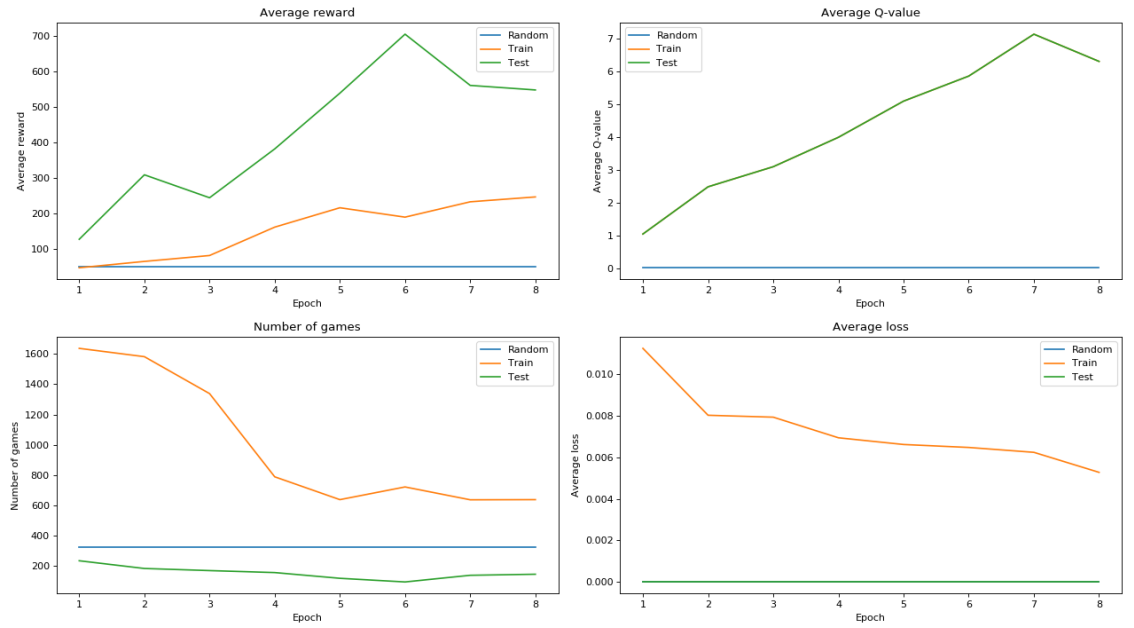 Average reward
Average reward
700
600
500
400
300
200
100
Random
Train
Test
1 2 3 4 5 6 7 8
Epoch
Average Q-value
Average Q-value
7
6
5
4
3
2
1
0
Random
Train
Test
1 2 3 4 5 6 7 8
Epoch
Number of games
Number of games
1600
1400
1200
1000
800
600
400
200
Random
Train
Test
1 2 3 4 5 6 7 8
Epoch
Average loss
Average loss
0.010
0.008
0.006
0.004
0.002
0.000
Random
Train
Test
1 2 3 4 5 6 7 8
Epoch